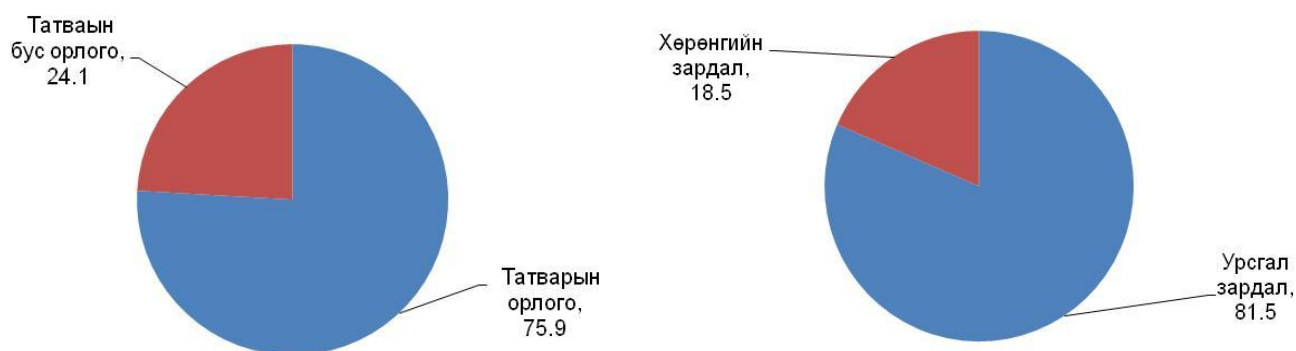 Татваын
бус орлого,
24.1
Татварын
орлого,
75.9
Хөрөнгийн
зардал,
18.5
Урсгал
зардал,
81.5